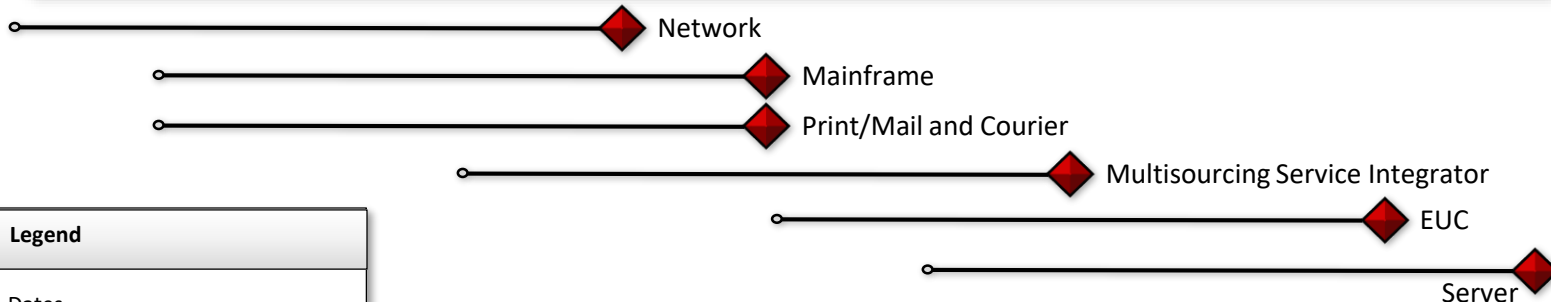 Network
Mainframe
Print/Mail and Courier
Multisourcing Service Integrator
EUC
Legend
Server
Dates